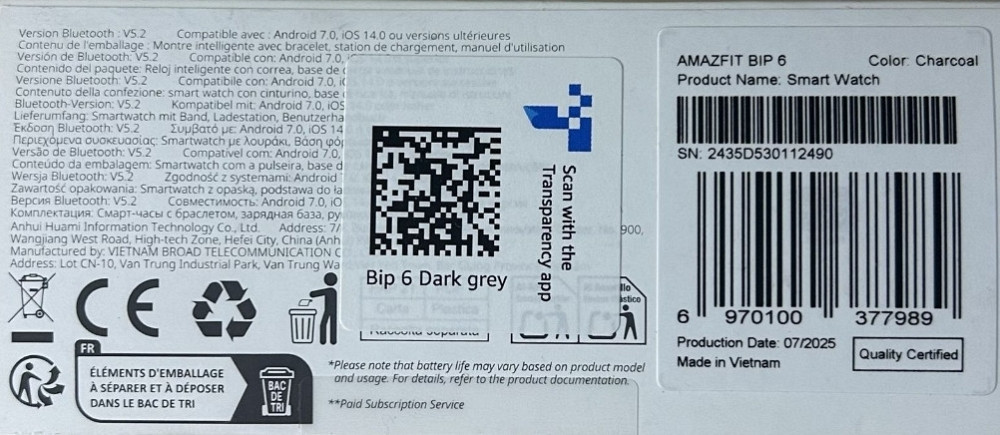 Version Bluetooth : V5.2 Compatible avec : Android 7.0, iOS 14.0 ou versions ultérieures
Contenu de l'emballage : Montre intelligente avec bracelet, station de chargement, manuel d'utilisation
Versión de Bluetooth: V5.2 Compatible con: Android 7.0,
Contenido del paquete: Reloj inteligente con correa, base de
Versione Bluetooth: V5.2 Compatibile con: Android 7.0, iO
Contenuto della confezione: smart watch con cinturino, base
Bluetooth-Version: V5.2 Kompatibel mit: Android 7.0, iOS
Lieferumfang: Smartwatch mit Band, Ladestation, Benutzerha
Έκδοση Bluetooth: V5.2 Συμβατό με: Android 7.0, iOS 14
Περιεχόμενα συσκευασίας: Smartwatch με λουράκι, Βάση φόρ
Versão de Bluetooth: V5.2 Compatível com: Android 7.0,
Conteúdo da embalagem: Smartwatch com a pulseira, base d
Wersja Bluetooth: V5.2 Zgodność z systemami: Android
Zawartość opakowania: Smartwatch z opaską, podstawa do ła
Версия Bluetooth: V5.2 Совместимость: Android 7.0, iO
Комплектация: Смарт-часы с браслетом, зарядная база, ру
Anhui Huami Information Technology Co., Ltd. Address: 7/
900,
Wangjiang West Road, High-tech Zone, Hefei City, China (Anh
Manufactured by: VIETNAM BROAD TELECOMMUNICATION C
Address: Lot CN-10, Van Trung Industrial Park, Van Trung Wa
Bip 6 Dark grey
Scan with the
Transparency app
Carta
Plastica
Raccolta separata
CE
FR
ÉLÉMENTS D'EMBALLAGE
À SÉPARER ET À DÉPOSER
DANS LE BAC DE TRI
BAC
DE
TRI
*Please note that battery life may vary based on product model
and usage. For details, refer to the product documentation.
**Paid Subscription Service
AMAZFIT BIP 6 Color: Charcoal
Product Name: Smart Watch
SN: 2435D530112490
6 970100 377989
Production Date: 07/2025
Made in Vietnam
Quality Certified